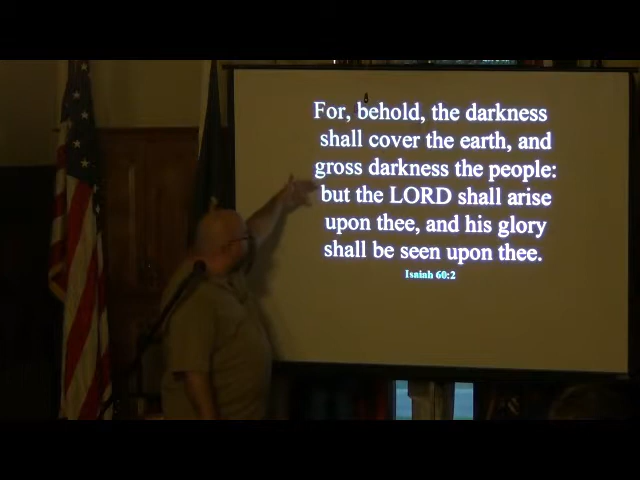 For, behold, the darkness
shall cover the earth, and
gross darkness the people:
but the LORD shall arise
upon thee, and his glory
shall be seen upon thee.
Isaiah 60:2